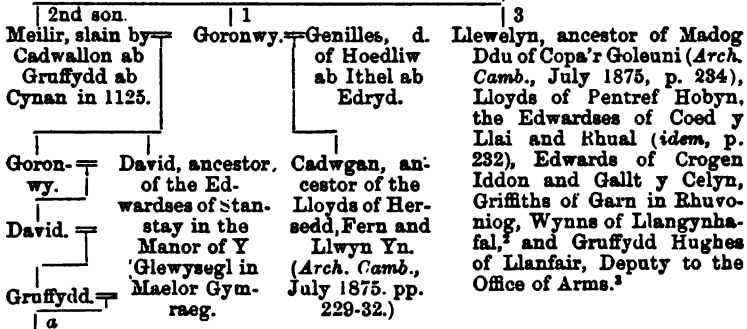 2nd son.
Meilir, slain by
Cadwallon ab
Gruffydd ab
Cynan in 1125.
1
Goronwy.
Genilles, d.
of Hoedliw
ab Ithel ab
Edryd.
3
Llewelyn, ancestor of Madog
Ddu of Copa'r Goleuni (Arch.
Camb., July 1875, p. 234),
Lloyds of Pentref Hobyn,
the Edwardses of Coed y
Llai and Rhual (idem, p.
232), Edwards of Crogen
Iddon and Gallt y Celyn,
Griffiths of Garn in Rhuvo-
niog, Wynns of Llangynha-
fal,² and Gruffydd Hughes
of Llanfair, Deputy to the
Office of Arms.³
Goron-
wy.
David.
Gruffydd.
a
David, ancestor
of the Ed-
wardses of Stan-
stay in the
Manor of Y
Glewysegl in
Maelor Gym-
raeg.
Cadwgan, an-
cestor of the
Lloyds of Her-
sedd, Fern and
Llwyn Yn.
(Arch. Camb.,
July 1875. pp.
229-32.)